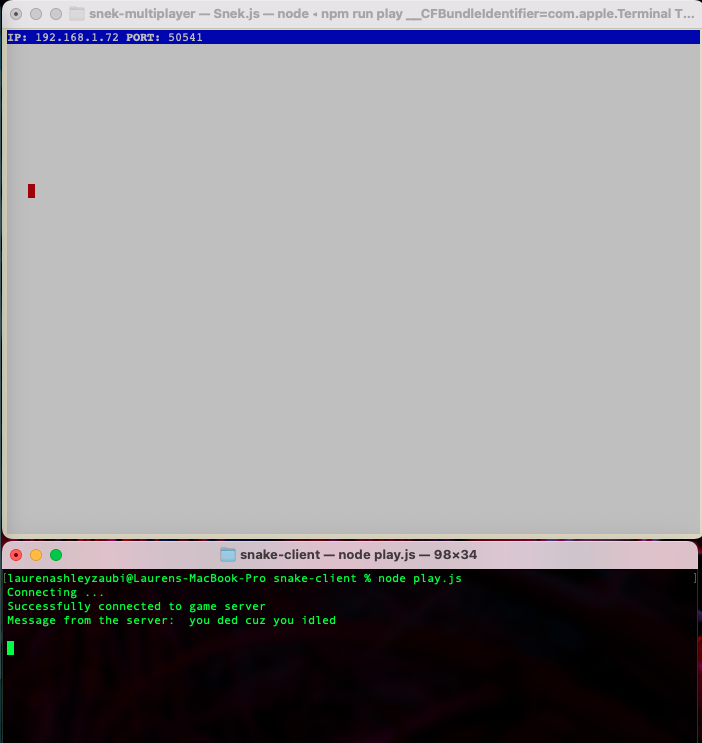 snek-multiplayer — Snek.js — node ◂ npm run play __CFBundleIdentifier=com.apple.Terminal T...
IP: 192.168.1.72 PORT: 50541
snake-client — node play.js — 98×34
[laurenashleyzaubi@Laurens-MacBook-Pro snake-client % node play.js ]
Connecting ...
Successfully connected to game server
Message from the server:  you ded cuz you idled